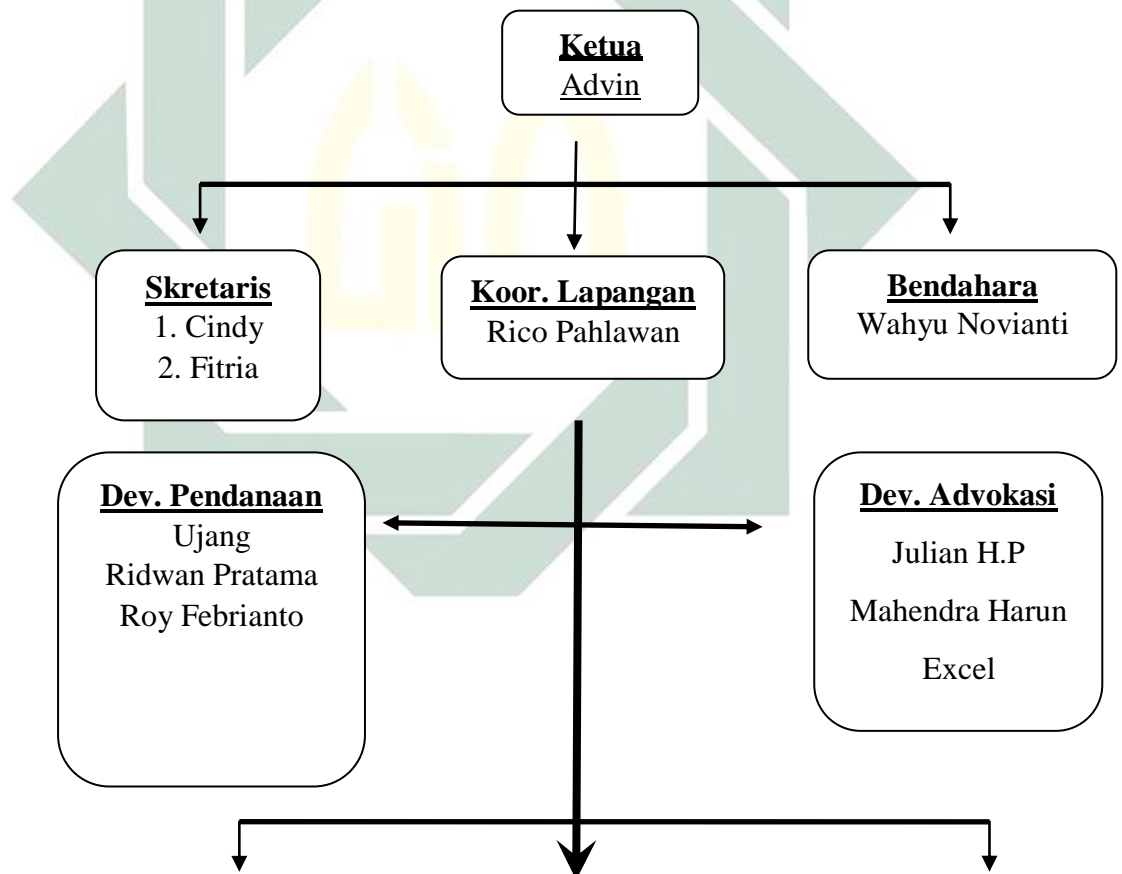 Ketua
Advin
Skretaris
1. Cindy
2. Fitria
Koor. Lapangan
Rico Pahlawan
Bendahara
Wahyu Novianti
Dev. Pendanaan
Ujang
Ridwan Pratama
Roy Febrianto
Dev. Advokasi
Julian H.P
Mahendra Harun
Excel